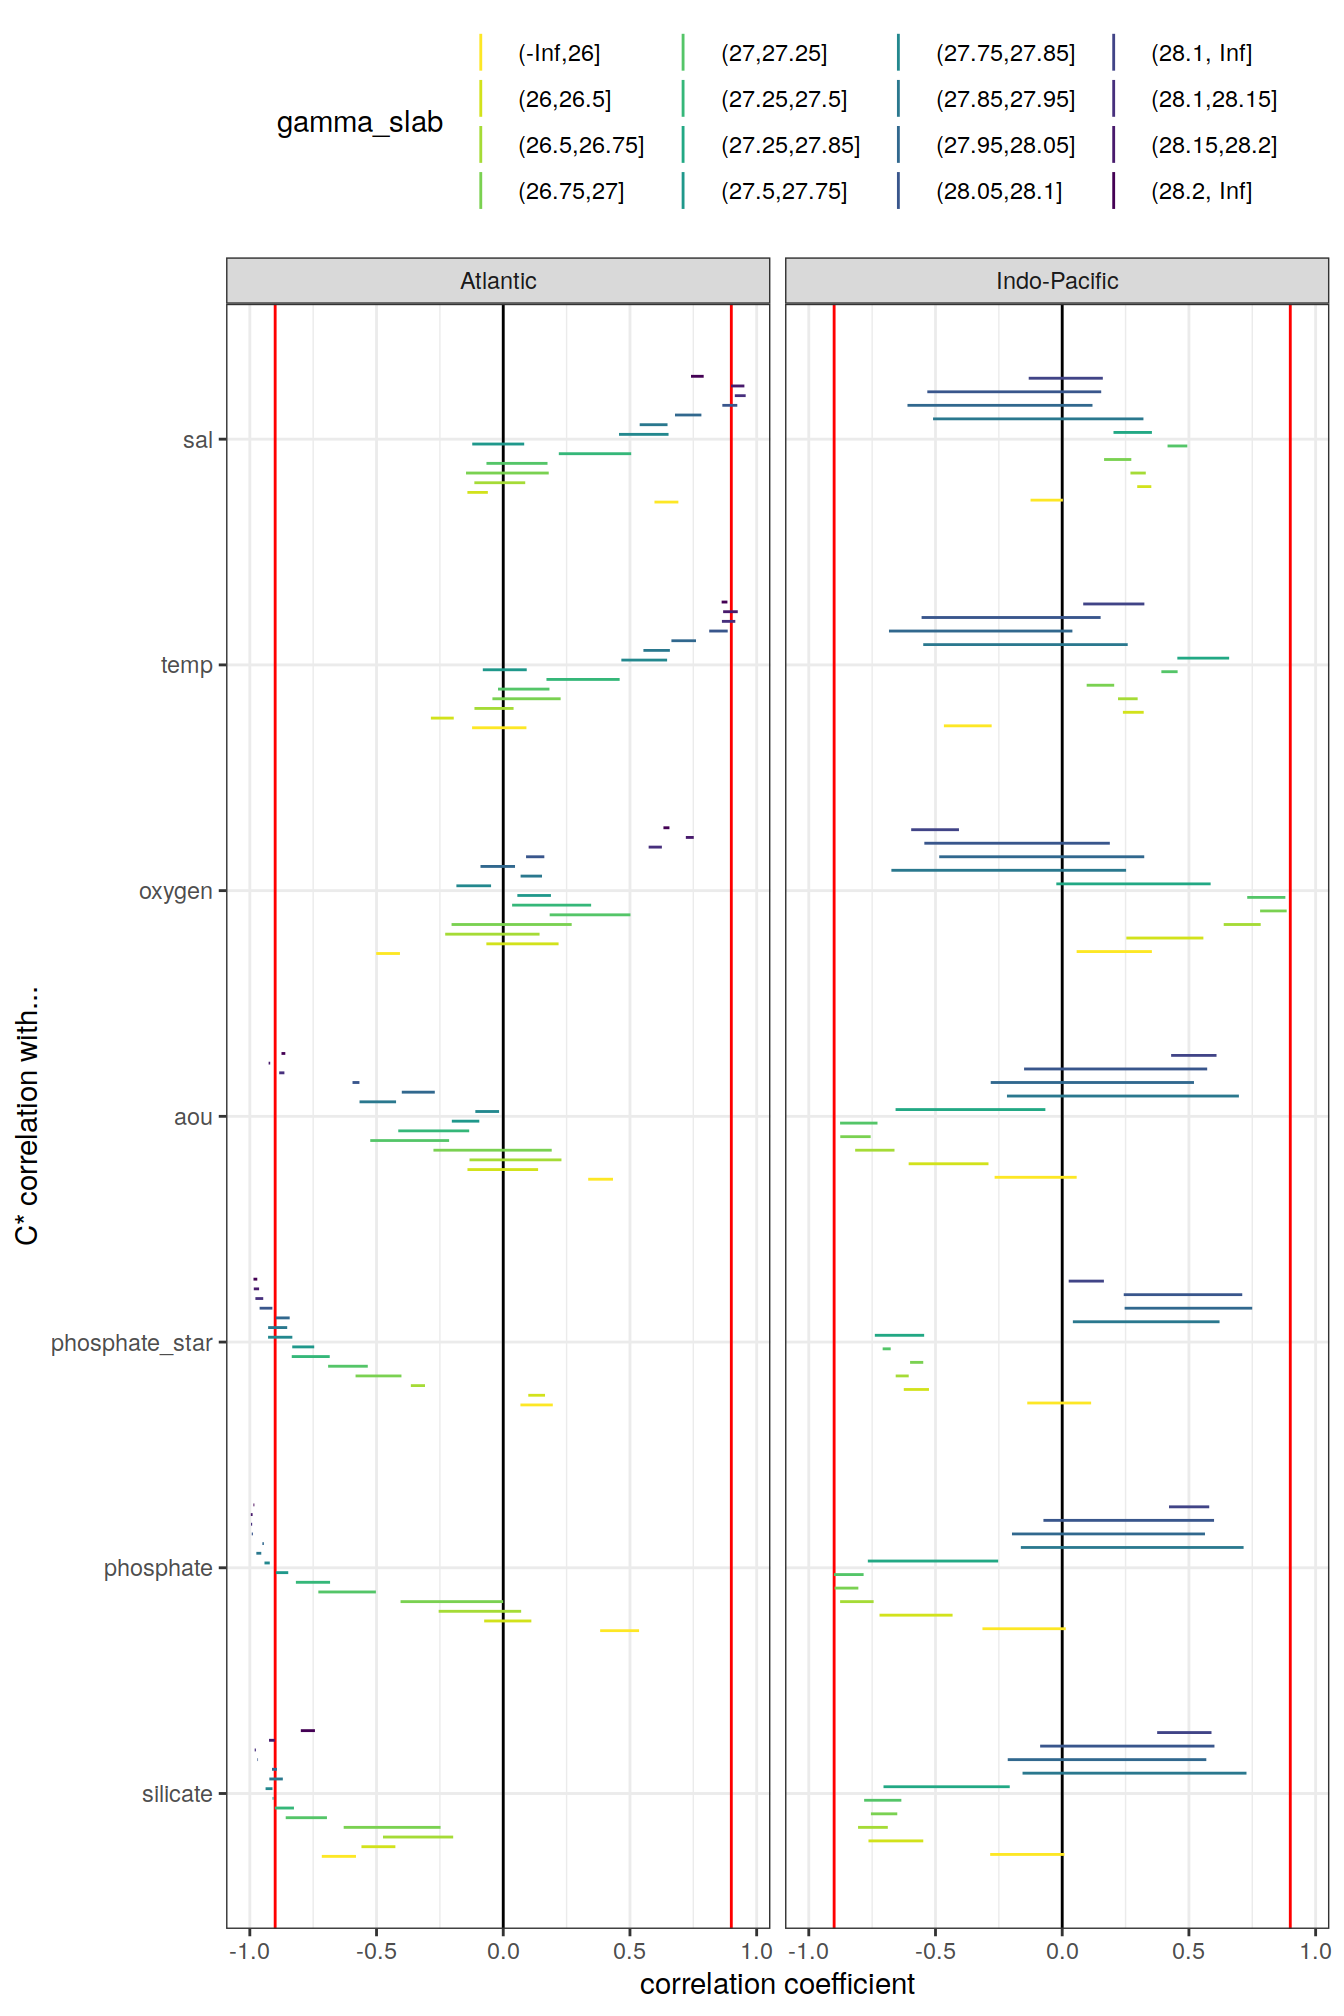 gamma_slab
(-Inf,26] (27,27.25] (27.75,27.85] (28.1, Inf]
(26,26.5] (27.25,27.5] (27.85,27.95] (28.1,28.15]
(26.5,26.75] (27.25,27.85] (27.95,28.05] (28.15,28.2]
(26.75,27] (27.5,27.75] (28.05,28.1] (28.2, Inf]
Atlantic Indo-Pacific
C* correlation with...
sal
temp
oxygen
aou
phosphate_star
phosphate
silicate
-1.0 -0.5 0.0 0.5 1.0 -1.0 -0.5 0.0 0.5 1.0
correlation coefficient